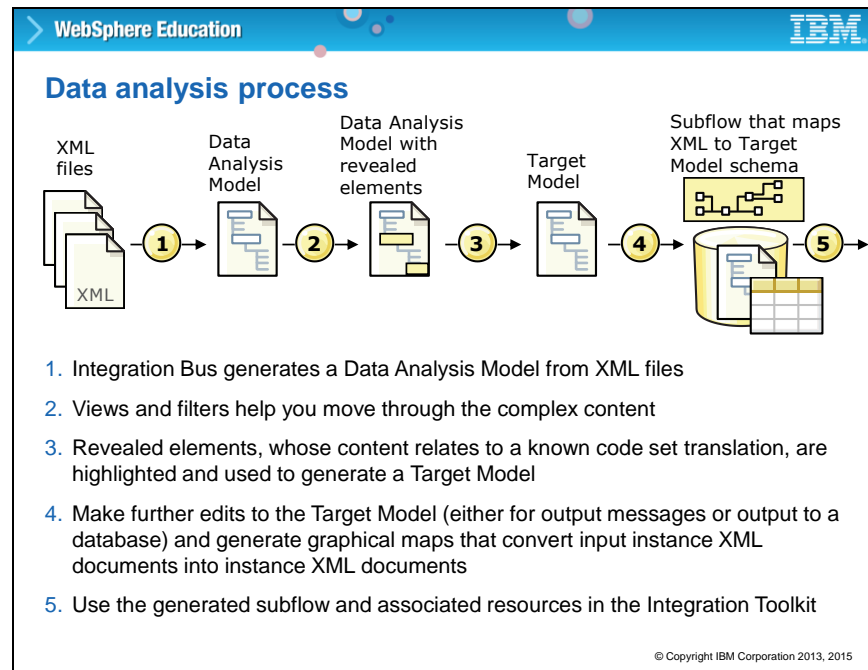 WebSphere Education
IBM
Data analysis process
XML
files
Data
Analysis
Model
Data Analysis
Model with
revealed
elements
Target
Model
Subflow that maps
XML to Target
Model schema
XML
1
2
3
4
5
1. Integration Bus generates a Data Analysis Model from XML files
2. Views and filters help you move through the complex content
3. Revealed elements, whose content relates to a known code set translation, are
highlighted and used to generate a Target Model
4. Make further edits to the Target Model (either for output messages or output to a
database) and generate graphical maps that convert input instance XML
documents into instance XML documents
5. Use the generated subflow and associated resources in the Integration Toolkit
© Copyright IBM Corporation 2013, 2015